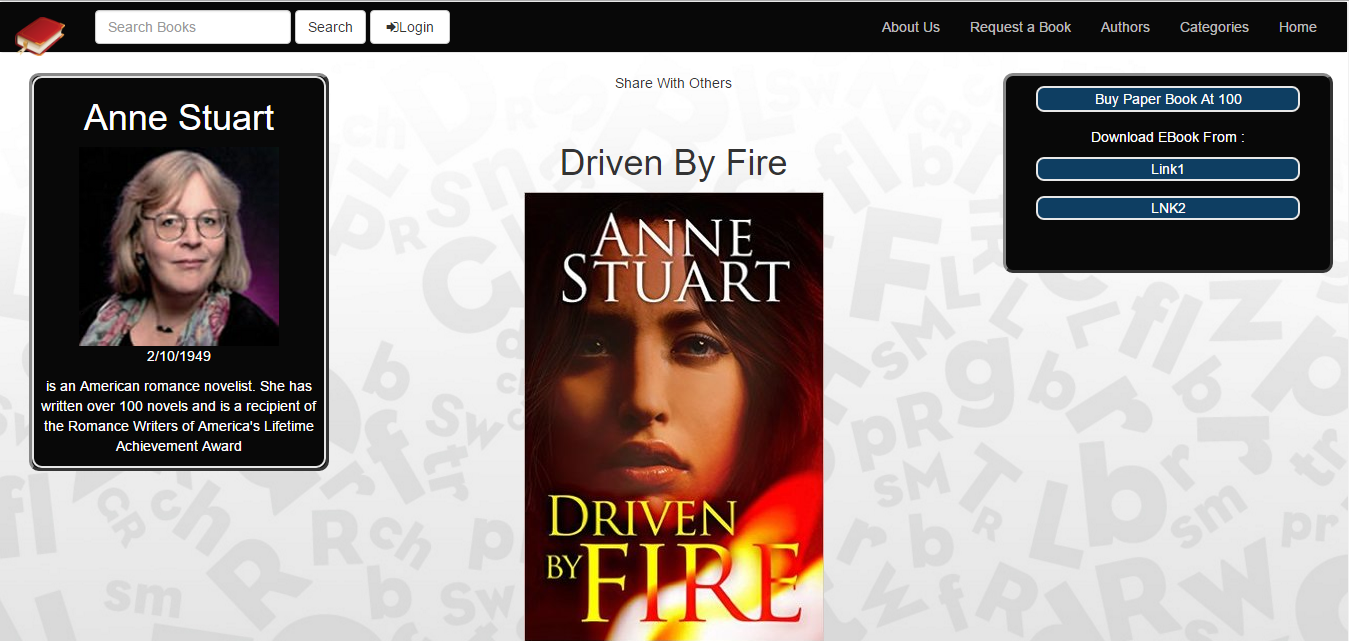 Search Books
Search
Login
About Us
Request a Book
Authors
Categories
Home
Anne Stuart
2/10/1949
is an American romance novelist. She has
written over 100 novels and is a recipient of
the Romance Writers of America's Lifetime
Achievement Award
Share With Others
Driven By Fire
ANNE
STUART
DRIVEN
BY FIRE
Buy Paper Book At 100
Download EBook From :
Link1
LNK2